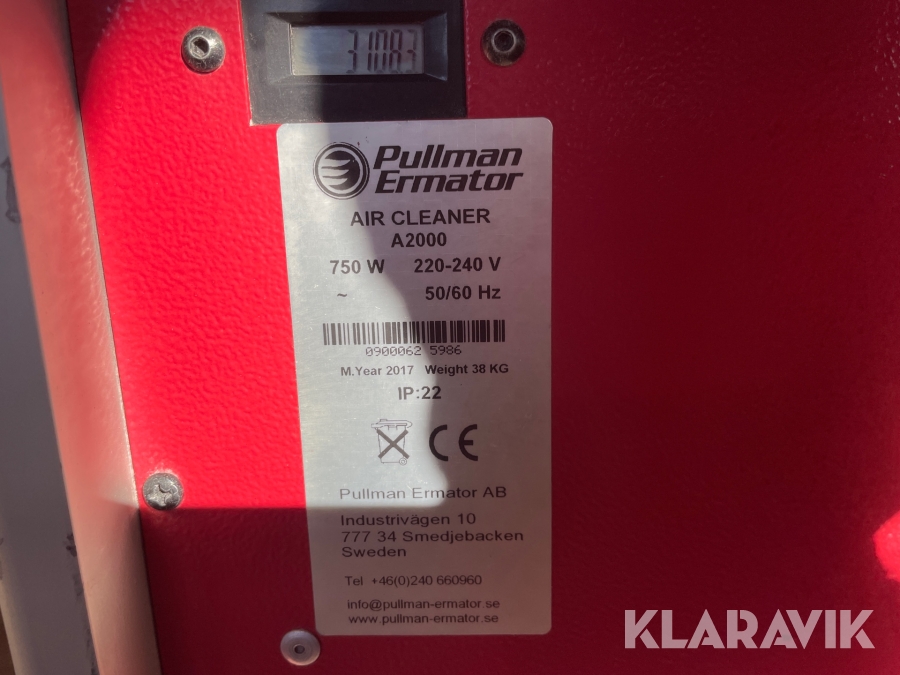 31083
Pullman
Ermator
AIR CLEANER
A2000
750 W 220-240 V
~ 50/60 Hz
0900062 5986
M.Year 2017 Weight 38 KG
IP:22
CE
Pullman Ermator AB
Industrivägen 10
777 34 Smedjebacken
Sweden
Tel +46(0)240 660960
info@pullman-ermator.se
www.pullman-ermator.se
KLARAVIK